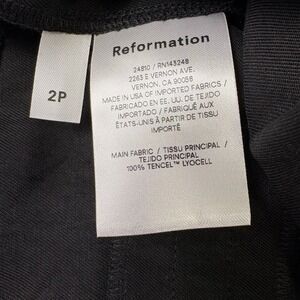 Reformation
2P
24810 / RN143248
2263 E VERNON AVE.
VERNON, CA 90058
MADE IN USA OF IMPORTED FABRICS /
FABRICADO EN EE. UU. DE TEJIDO
IMPORTADO / FABRIQUÉ AUX
ÉTATS-UNIS À PARTIR DE TISSU
IMPORTÉ
MAIN FABRIC / TISSU PRINCIPAL /
TEJIDO PRINCIPAL
100% TENCEL™ LYOCELL